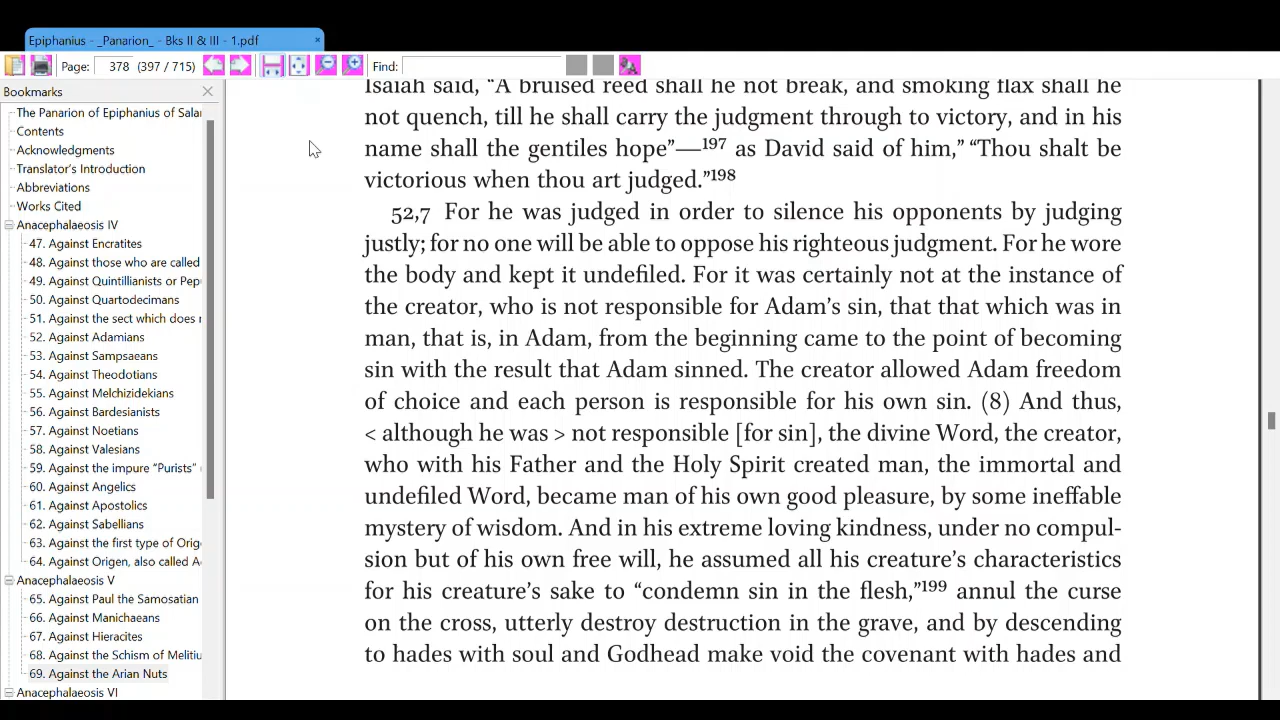 Epiphanius - _Panarion_ - Bks II & III - 1.pdf ×
Page: 378 (397 / 715) Find:
Bookmarks
The Panarion of Epiphanius of Salar
Contents
Acknowledgments
Translator's Introduction
Abbreviations
Works Cited
Anacephalaeosis IV
47. Against Encratites
48. Against those who are called
49. Against Quintillianists or Pep
50. Against Quartodecimans
51. Against the sect which does r
52. Against Adamians
53. Against Sampsaeans
54. Against Theodotians
55. Against Melchizidekians
56. Against Bardesianists
57. Against Noetians
58. Against Valesians
59. Against the impure "Purists" (
60. Against Angelics
61. Against Apostolics
62. Against Sabellians
63. Against the first type of Orig
64. Against Origen, also called A
Anacephalaeosis V
65. Against Paul the Samosatian
66. Against Manichaeans
67. Against Hieracites
68. Against the Schism of Melitiu
69. Against the Arian Nuts
Anacephalaeosis VI
Isaiah said, "A bruised reed shall he not break, and smoking flax shall he
not quench, till he shall carry the judgment through to victory, and in his
name shall the gentiles hope"—197 as David said of him," "Thou shalt be
victorious when thou art judged."198
52,7 For he was judged in order to silence his opponents by judging
justly; for no one will be able to oppose his righteous judgment. For he wore
the body and kept it undefiled. For it was certainly not at the instance of
the creator, who is not responsible for Adam's sin, that that which was in
man, that is, in Adam, from the beginning came to the point of becoming
sin with the result that Adam sinned. The creator allowed Adam freedom
of choice and each person is responsible for his own sin. (8) And thus,
< although he was > not responsible [for sin], the divine Word, the creator,
who with his Father and the Holy Spirit created man, the immortal and
undefiled Word, became man of his own good pleasure, by some ineffable
mystery of wisdom. And in his extreme loving kindness, under no compul-
sion but of his own free will, he assumed all his creature's characteristics
for his creature's sake to "condemn sin in the flesh,"199 annul the curse
on the cross, utterly destroy destruction in the grave, and by descending
to hades with soul and Godhead make void the covenant with hades and